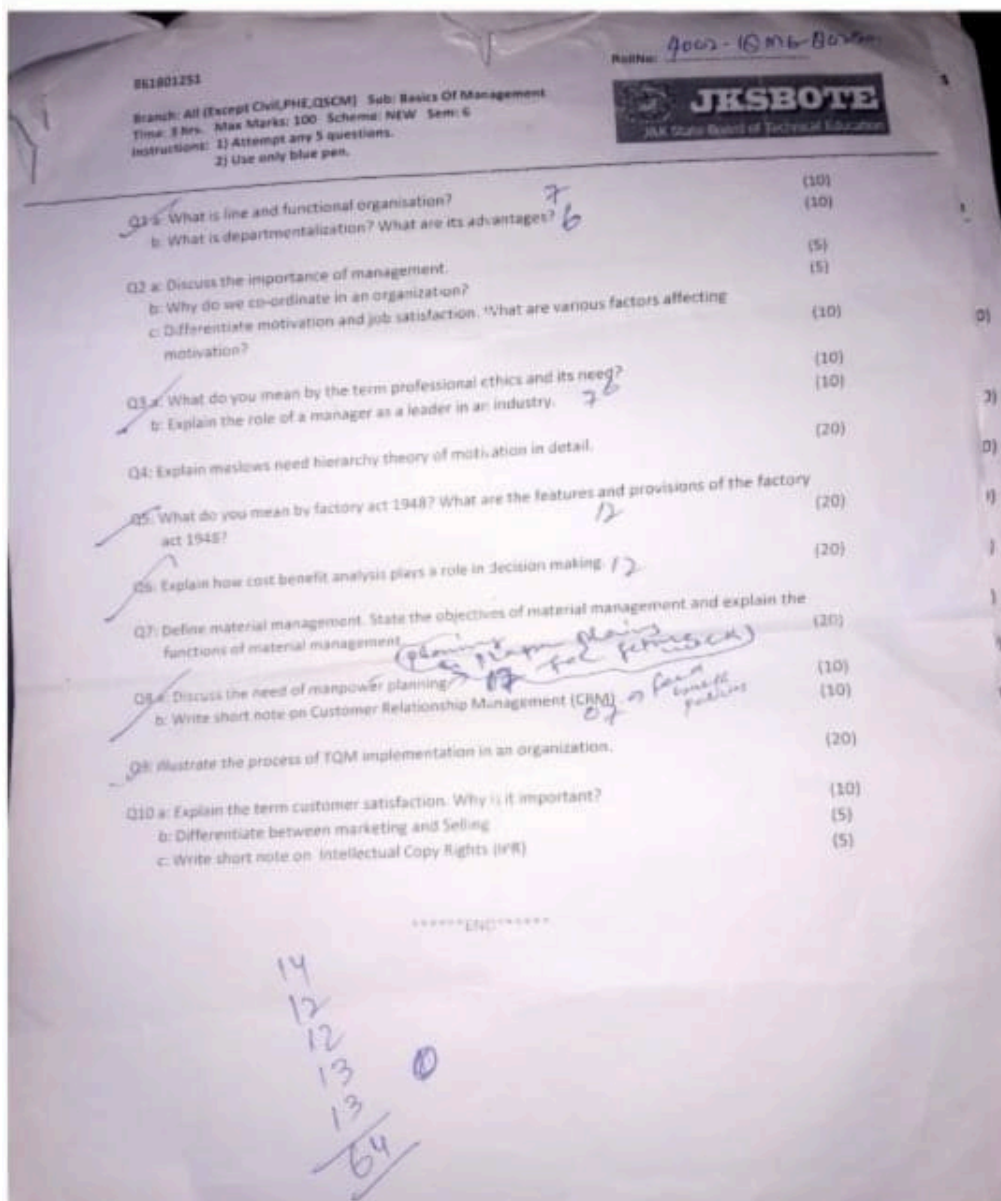 861801251
RollNo:
JKSBOTE
J&K State Board of Technical Education
Branch: All (Except Civil,PHE,QSCM) Sub: Basics Of Management
Time: 3 Hrs. Max Marks: 100 Scheme: NEW Sem: 6
Instructions: 1) Attempt any 5 questions.
2) Use only blue pen.
Q1 a: What is line and functional organisation? 7 (10)
b: What is departmentalization? What are its advantages? 6 (10)
Q2 a: Discuss the importance of management. (5)
b: Why do we co-ordinate in an organization? (5)
c: Differentiate motivation and job satisfaction. What are various factors affecting
motivation? (10)
Q3 a: What do you mean by the term professional ethics and its need? 6 (10)
b: Explain the role of a manager as a leader in an industry. 7 (10)
Q4: Explain maslows need hierarchy theory of motivation in detail. (20)
Q5: What do you mean by factory act 1948? What are the features and provisions of the factory
act 1948? 12 (20)
Q6: Explain how cost benefit analysis plays a role in decision making. 12 (20)
Q7: Define material management. State the objectives of material management and explain the
functions of material management. (20)
Q8 a: Discuss the need of manpower planning. (10)
b: Write short note on Customer Relationship Management (CRM) 07 (10)
Q9: Illustrate the process of TQM implementation in an organization. (20)
Q10 a: Explain the term customer satisfaction. Why is it important? (10)
b: Differentiate between marketing and Selling (5)
c: Write short note on Intellectual Copy Rights (IPR) (5)
******END******
14
12
12
13
13
64